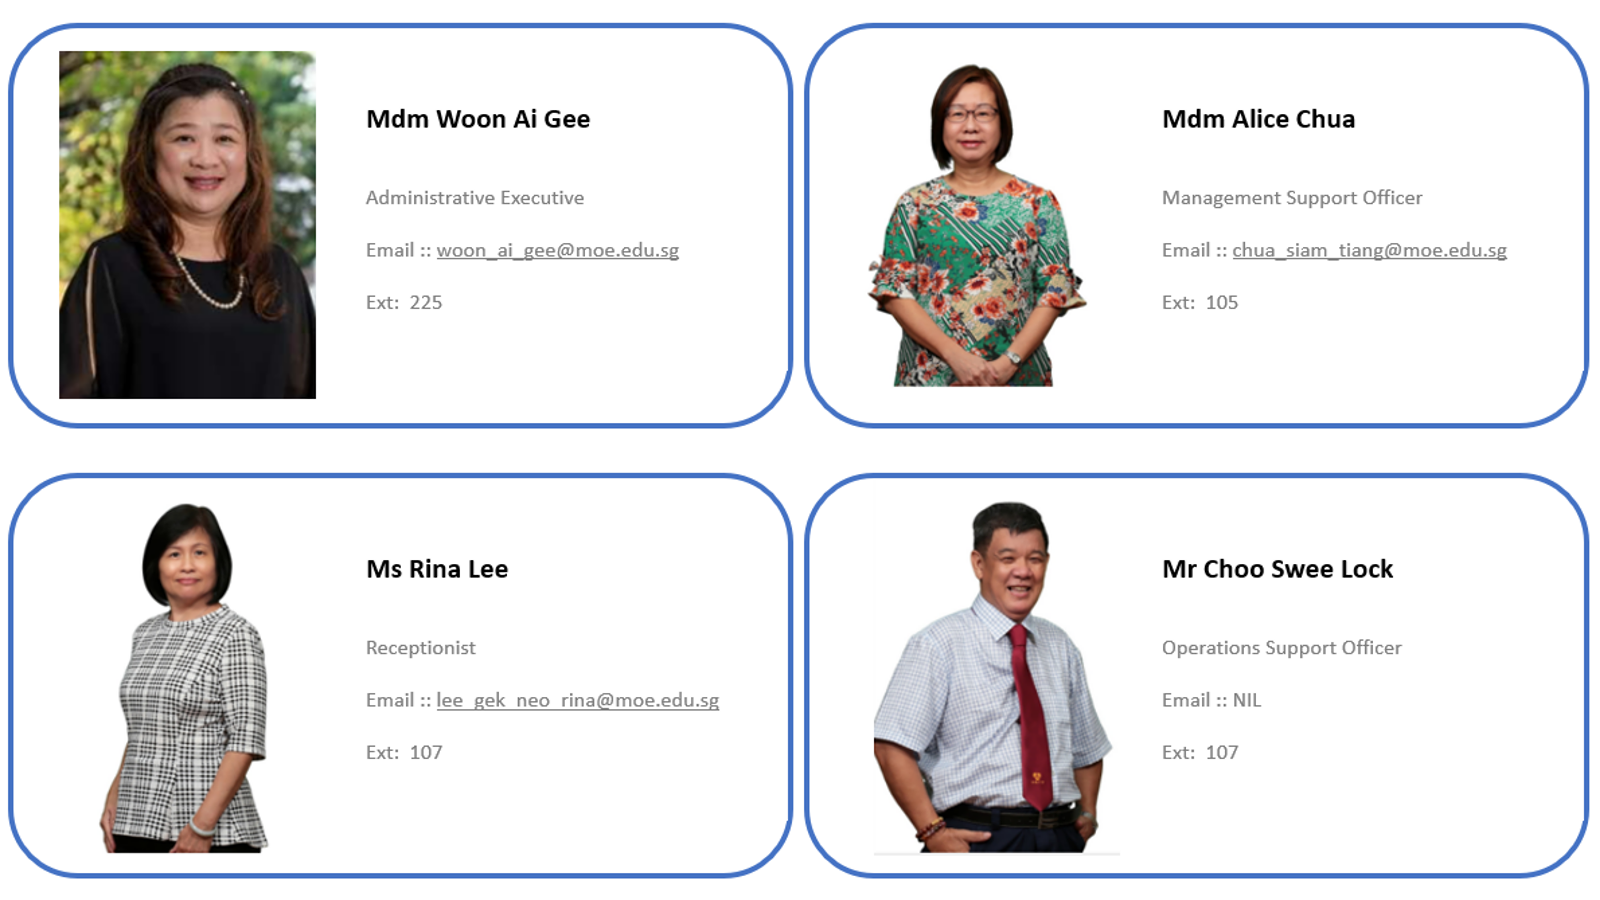 Mdm Woon Ai Gee
Administrative Executive
Email :: woon_ai_gee@moe.edu.sg
Ext:  225
Mdm Alice Chua
Management Support Officer
Email :: chua_siam_tiang@moe.edu.sg
Ext:  105
Ms Rina Lee
Receptionist
Email :: lee_gek_neo_rina@moe.edu.sg
Ext:  107
Mr Choo Swee Lock
Operations Support Officer
Email :: NIL
Ext:  107